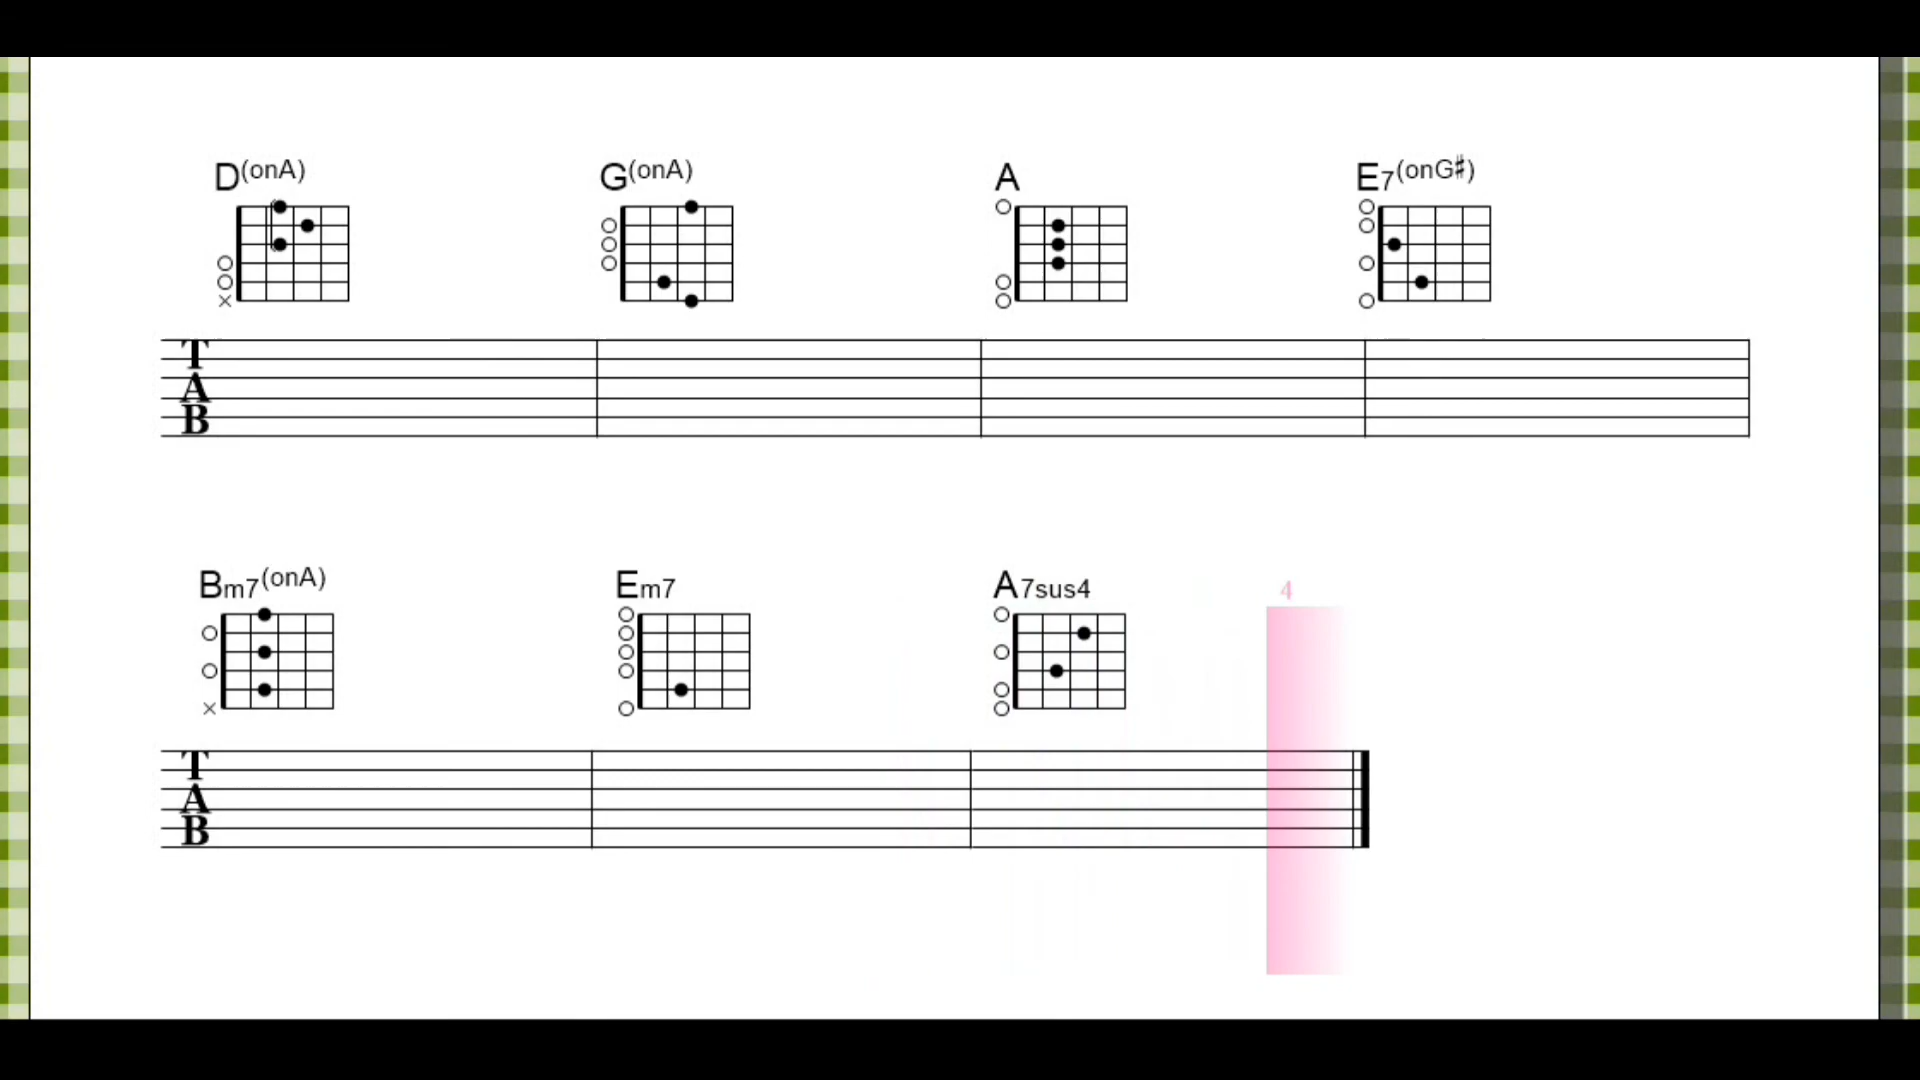 D(onA) G(onA) A E7(onG♯)
TAB
Bm7(onA) Em7 A7sus4 4
TAB